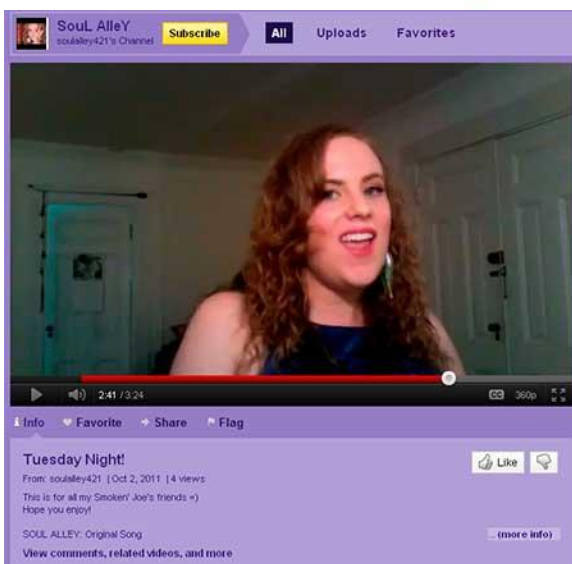 SouL AlleY
soulalley421's Channel
Subscribe
All
Uploads
Favorites
2:41 / 3:24
CC
360p
Info
Favorite
Share
Flag
Tuesday Night!
From: soulalley421 | Oct 2, 2011 | 4 views
Like
This is for all my Smoken' Joe's friends =)
Hope you enjoy!
SOUL ALLEY: Original Song
... (more info)
View comments, related videos, and more